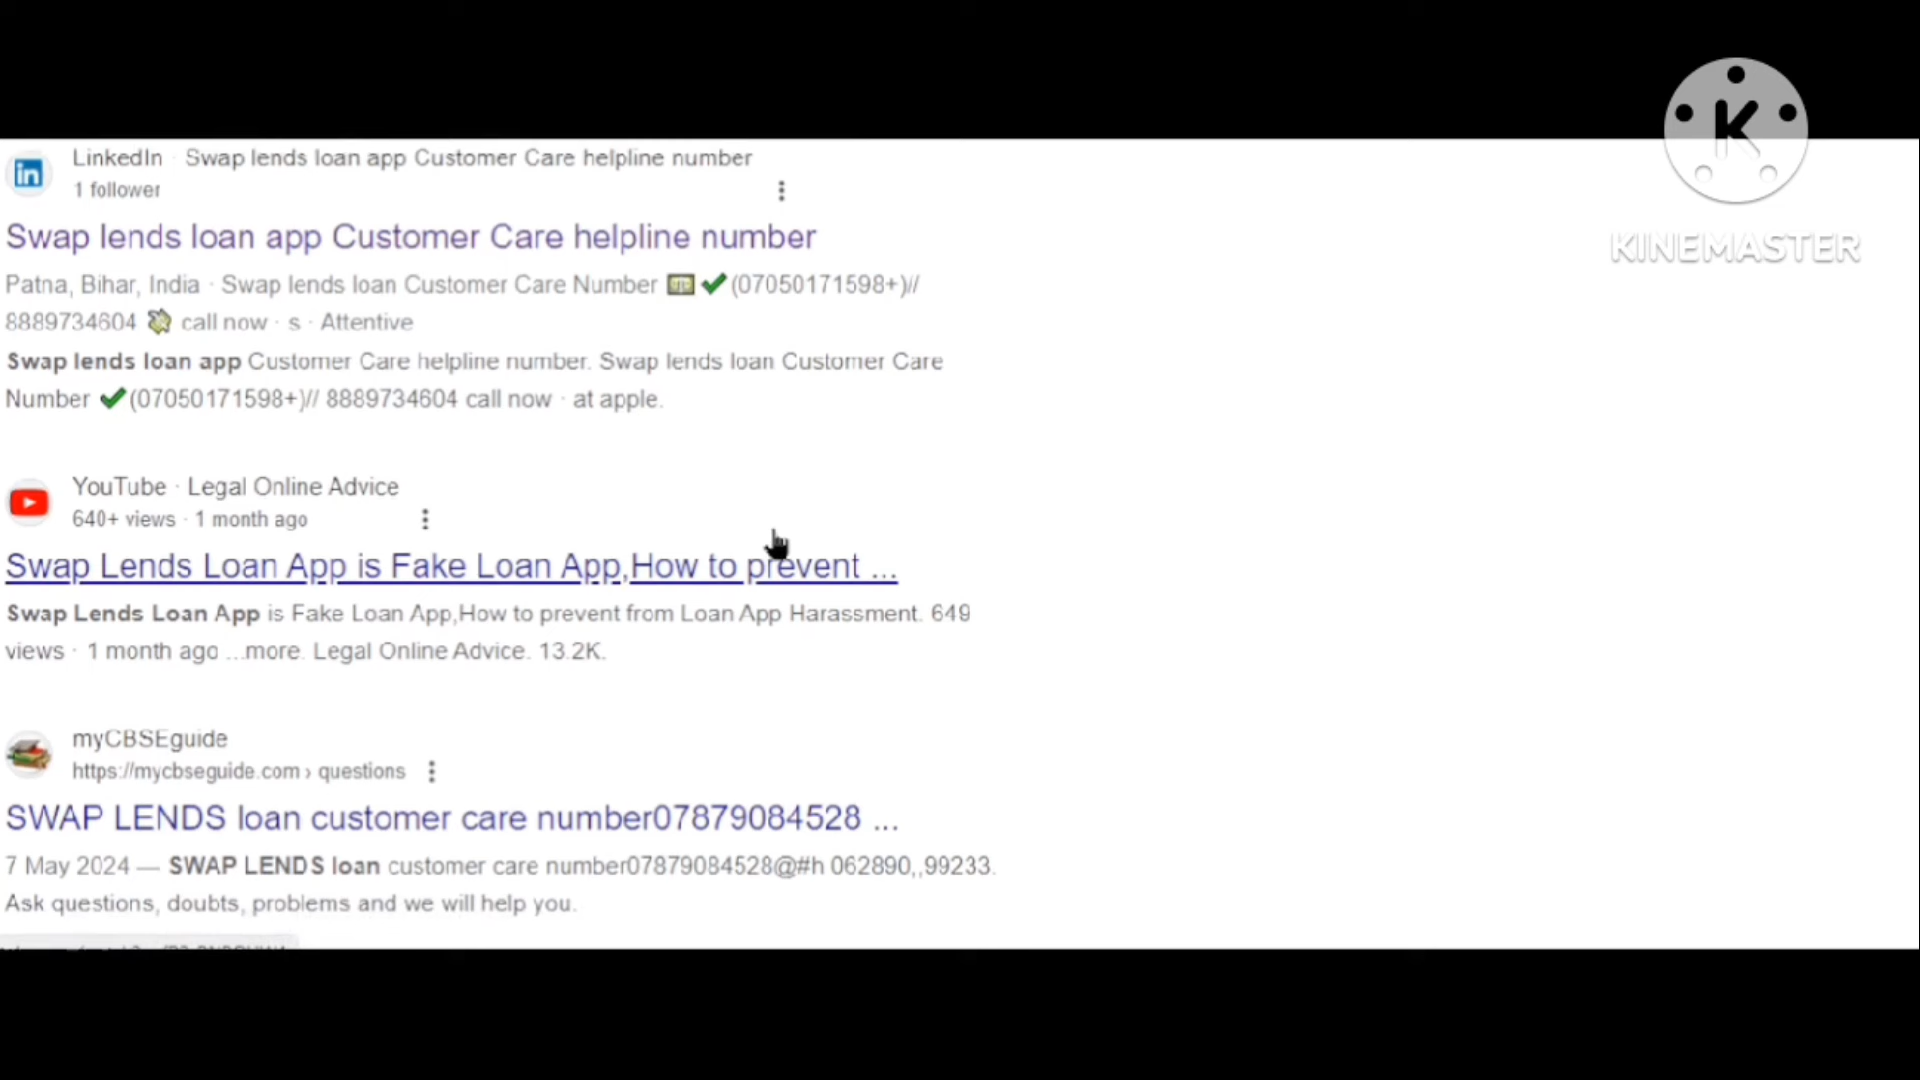 LinkedIn · Swap lends loan app Customer Care helpline number
1 follower
Swap lends loan app Customer Care helpline number
Patna, Bihar, India · Swap lends loan Customer Care Number 💵 ✔(07050171598+)//
8889734604 💸 call now · s · Attentive
Swap lends loan app Customer Care helpline number. Swap lends loan Customer Care
Number ✔(07050171598+)// 8889734604 call now · at apple.
YouTube · Legal Online Advice
640+ views · 1 month ago
Swap Lends Loan App is Fake Loan App,How to prevent ...
Swap Lends Loan App is Fake Loan App,How to prevent from Loan App Harassment. 649
views · 1 month ago ...more. Legal Online Advice. 13.2K.
myCBSEguide
https://mycbseguide.com › questions
SWAP LENDS loan customer care number07879084528 ...
7 May 2024 — SWAP LENDS loan customer care number07879084528@#h 062890,,99233.
Ask questions, doubts, problems and we will help you.
K
KINEMASTER